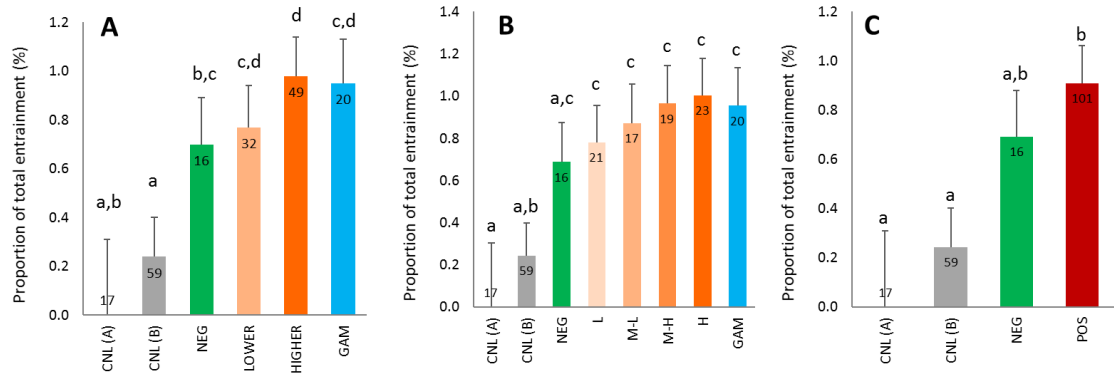 A
Proportion of total entrainment (%)
1.2
1.0
0.8
0.6
0.4
0.2
0.0
a,b
a
b,c
c,d
d
c,d
17
59
16
32
49
20
CNL (A)
CNL (B)
NEG
LOWER
HIGHER
GAM
B
Proportion of total entrainment (%)
1.4
1.2
1.0
0.8
0.6
0.4
0.2
0.0
a
a,b
a,c
c
c
c
c
c
17
59
16
21
17
19
23
20
CNL (A)
CNL (B)
NEG
L
M-L
M-H
H
GAM
C
Proportion of total entrainment (%)
1.2
1.0
0.8
0.6
0.4
0.2
0.0
a
a
a,b
b
17
59
16
101
CNL (A)
CNL (B)
NEG
POS